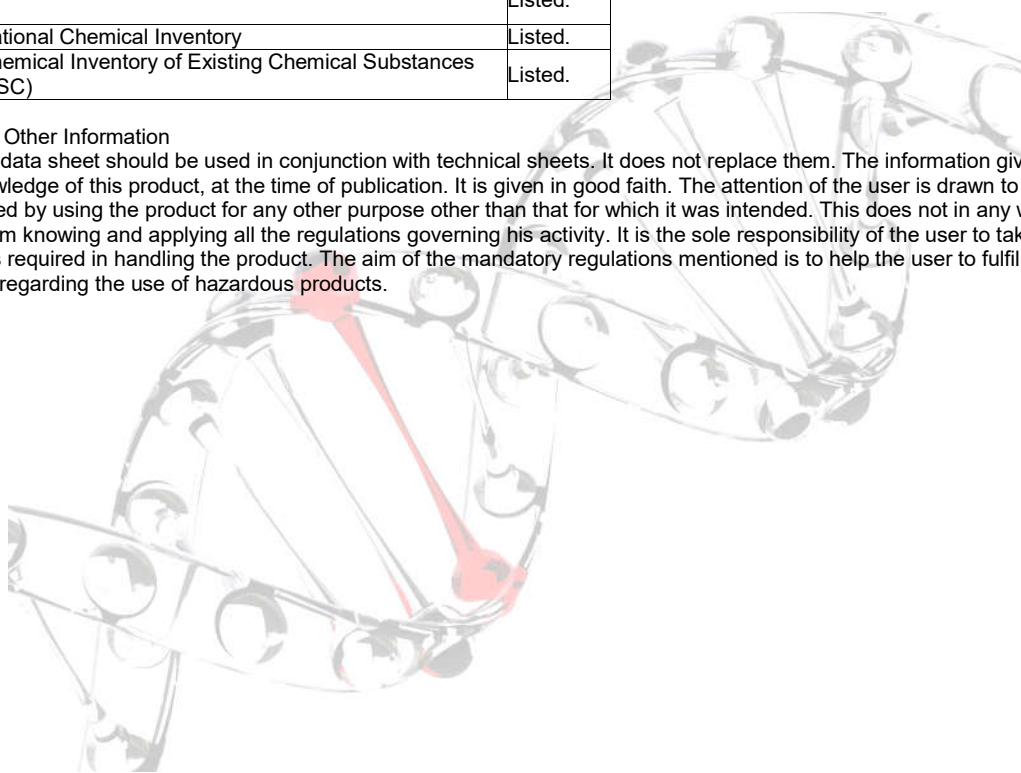 Listed.
ational Chemical Inventory Listed.
hemical Inventory of Existing Chemical Substances
SC) Listed.
Other Information
data sheet should be used in conjunction with technical sheets. It does not replace them. The information giv
wledge of this product, at the time of publication. It is given in good faith. The attention of the user is drawn to
ed by using the product for any other purpose other than that for which it was intended. This does not in any w
m knowing and applying all the regulations governing his activity. It is the sole responsibility of the user to tak
s required in handling the product. The aim of the mandatory regulations mentioned is to help the user to fulfil
regarding the use of hazardous products.